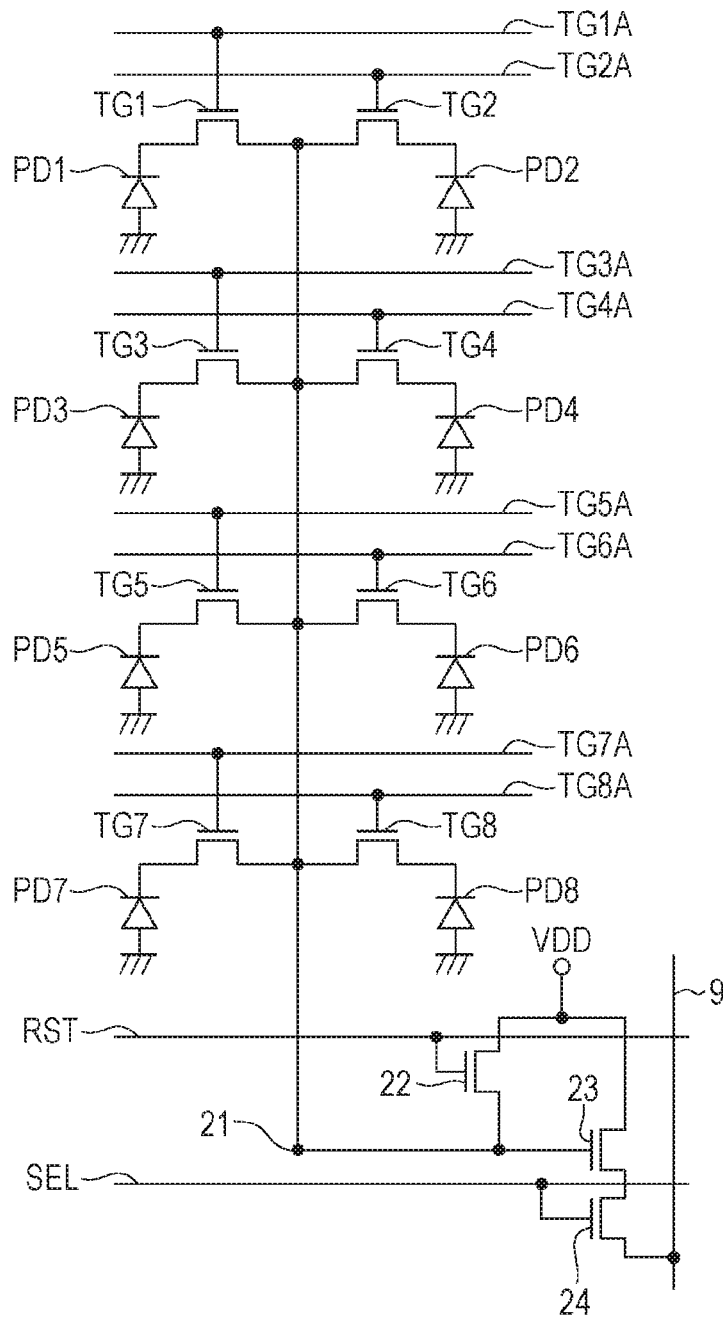 TG1A
TG2A
TG1 TG2
PD1 PD2
TG3A
TG4A
TG3 TG4
PD3 PD4
TG5A
TG6A
TG5 TG6
PD5 PD6
TG7A
TG8A
TG7 TG8
PD7 PD8
VDD
9
RST
22 23
21
SEL
24